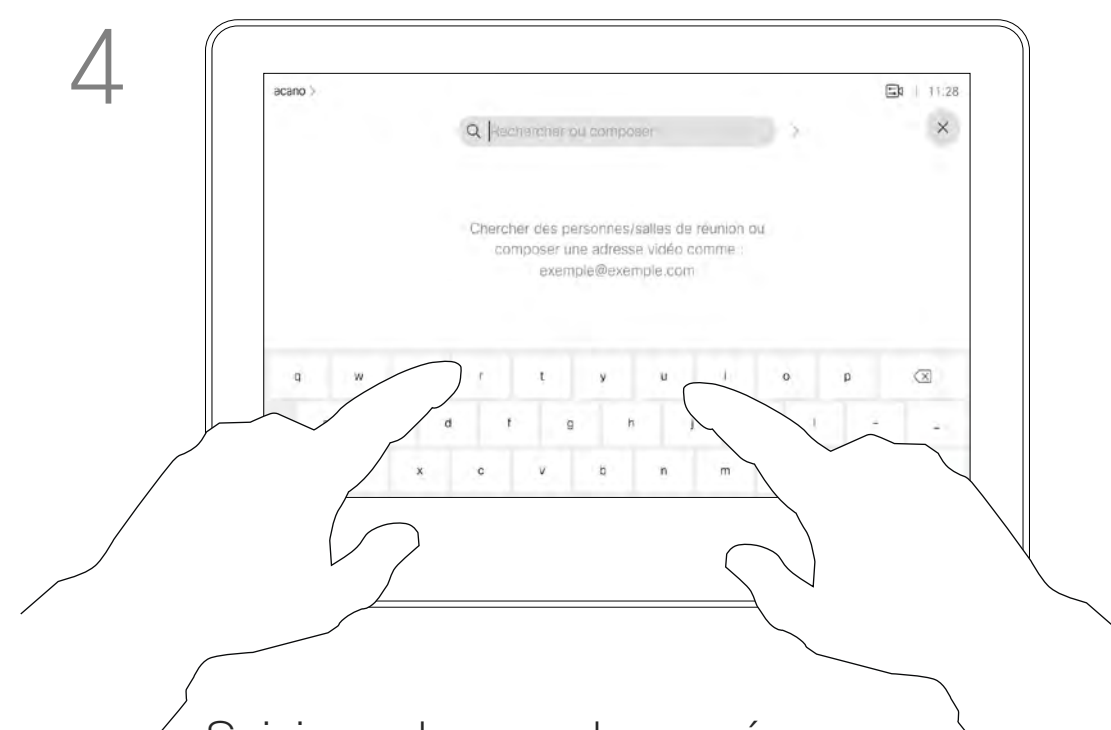 4
acano >
11:28
Rechercher ou composer
Chercher des personnes/salles de réunion ou
composer une adresse vidéo comme :
exemple@exemple.com
q w r t y u i o p
d f g h j l - _
x c v b n m